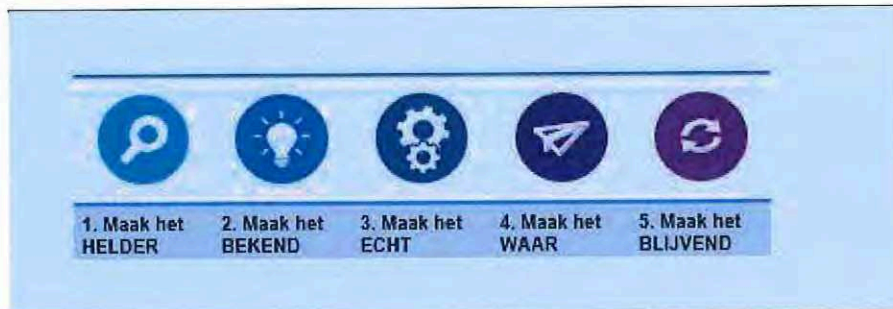 1. Maak het
HELDER
2. Maak het
BEKEND
3. Maak het
ECHT
4. Maak het
WAAR
5. Maak het
BLIJVEND